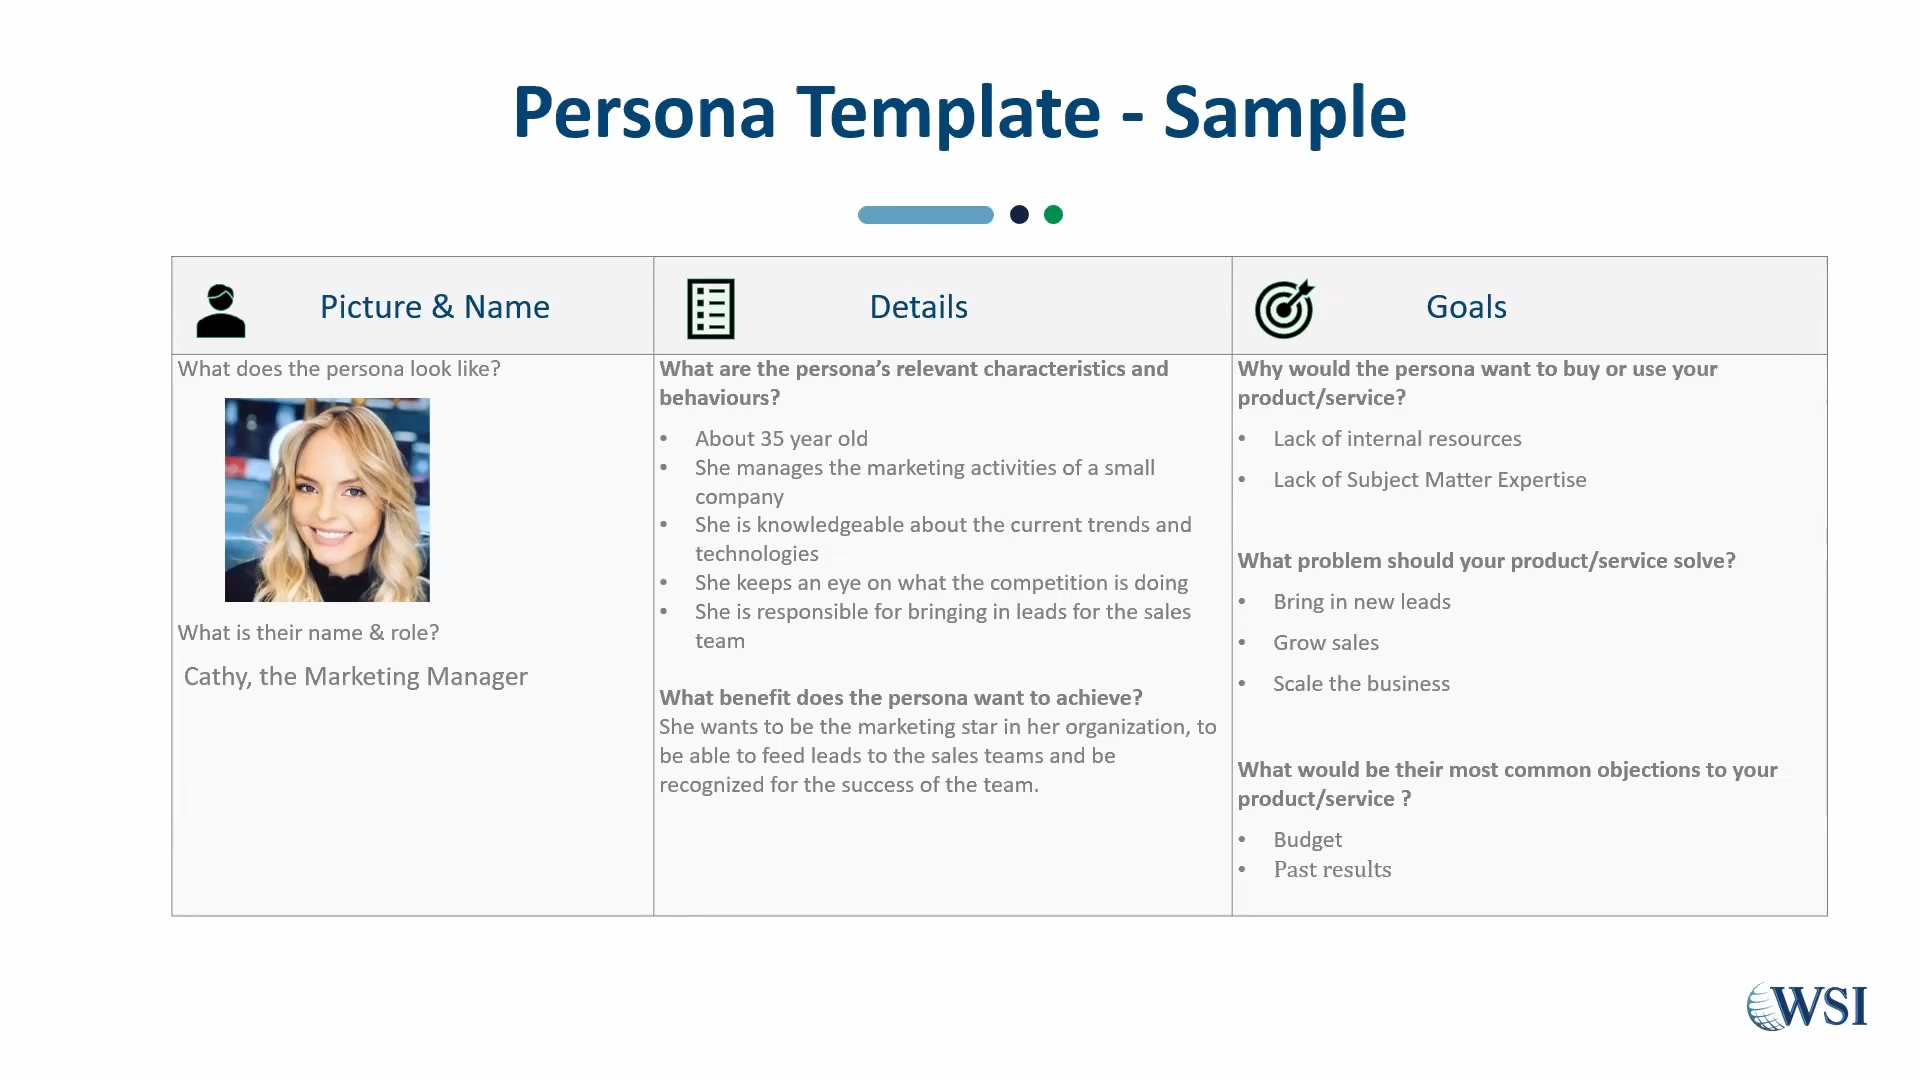 Persona Template - Sample
Picture & Name
Details
Goals
What does the persona look like?
What is their name & role?
Cathy, the Marketing Manager
What are the persona’s relevant characteristics and
behaviours?
• About 35 year old
• She manages the marketing activities of a small
company
• She is knowledgeable about the current trends and
technologies
• She keeps an eye on what the competition is doing
• She is responsible for bringing in leads for the sales
team
What benefit does the persona want to achieve?
She wants to be the marketing star in her organization, to
be able to feed leads to the sales teams and be
recognized for the success of the team.
Why would the persona want to buy or use your
product/service?
• Lack of internal resources
• Lack of Subject Matter Expertise
What problem should your product/service solve?
• Bring in new leads
• Grow sales
• Scale the business
What would be their most common objections to your
product/service ?
• Budget
• Past results
WSI